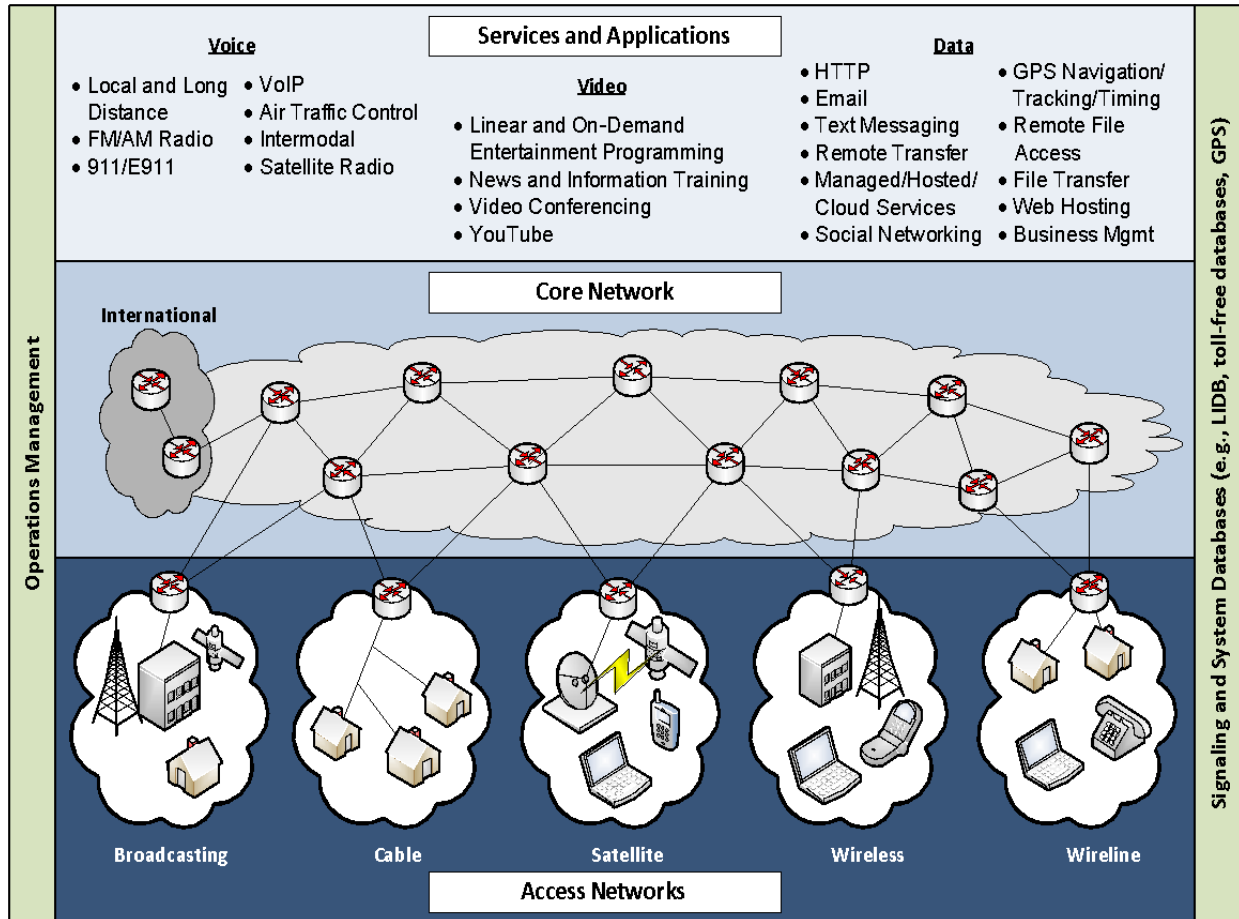 Services and Applications
Voice
• Local and Long
Distance
• FM/AM Radio
• 911/E911
• VoIP
• Air Traffic Control
• Intermodal
• Satellite Radio
Video
• Linear and On-Demand
Entertainment Programming
• News and Information Training
• Video Conferencing
• YouTube
Data
• HTTP
• Email
• Text Messaging
• Remote Transfer
• Managed/Hosted/
Cloud Services
• Social Networking
• GPS Navigation/
Tracking/Timing
• Remote File
Access
• File Transfer
• Web Hosting
• Business Mgmt
Core Network
International
Operations Management
Signaling and System Databases (e.g., LIDB, toll-free databases, GPS)
Broadcasting
Cable
Satellite
Wireless
Wireline
Access Networks